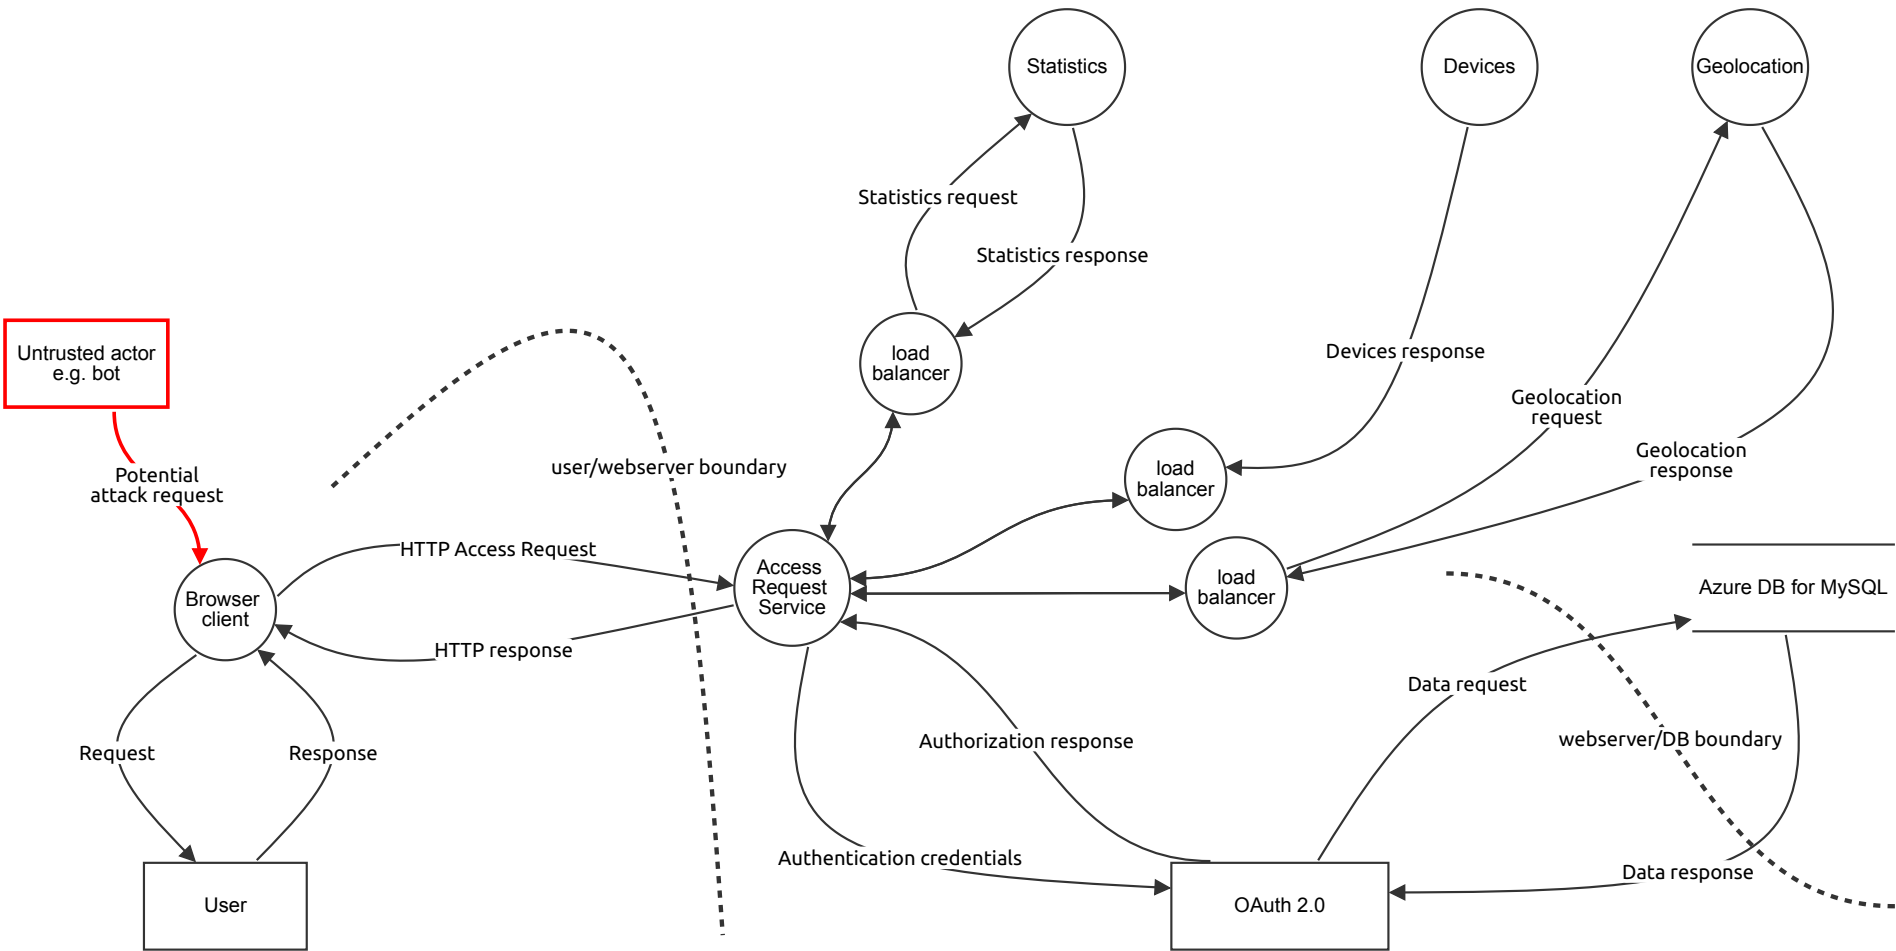 Statistics
Devices
Geolocation
Statistics request
Statistics response
Untrusted actor
e.g. bot
load
balancer
Devices response
Geolocation
request
Geolocation
response
user/webserver boundary
Potential
attack request
load
balancer
HTTP Access Request
Access
Request
Service
load
balancer
Azure DB for MySQL
Browser
client
HTTP response
Data request
Request
Response
Authorization response
webserver/DB boundary
Authentication credentials
Data response
User
OAuth 2.0